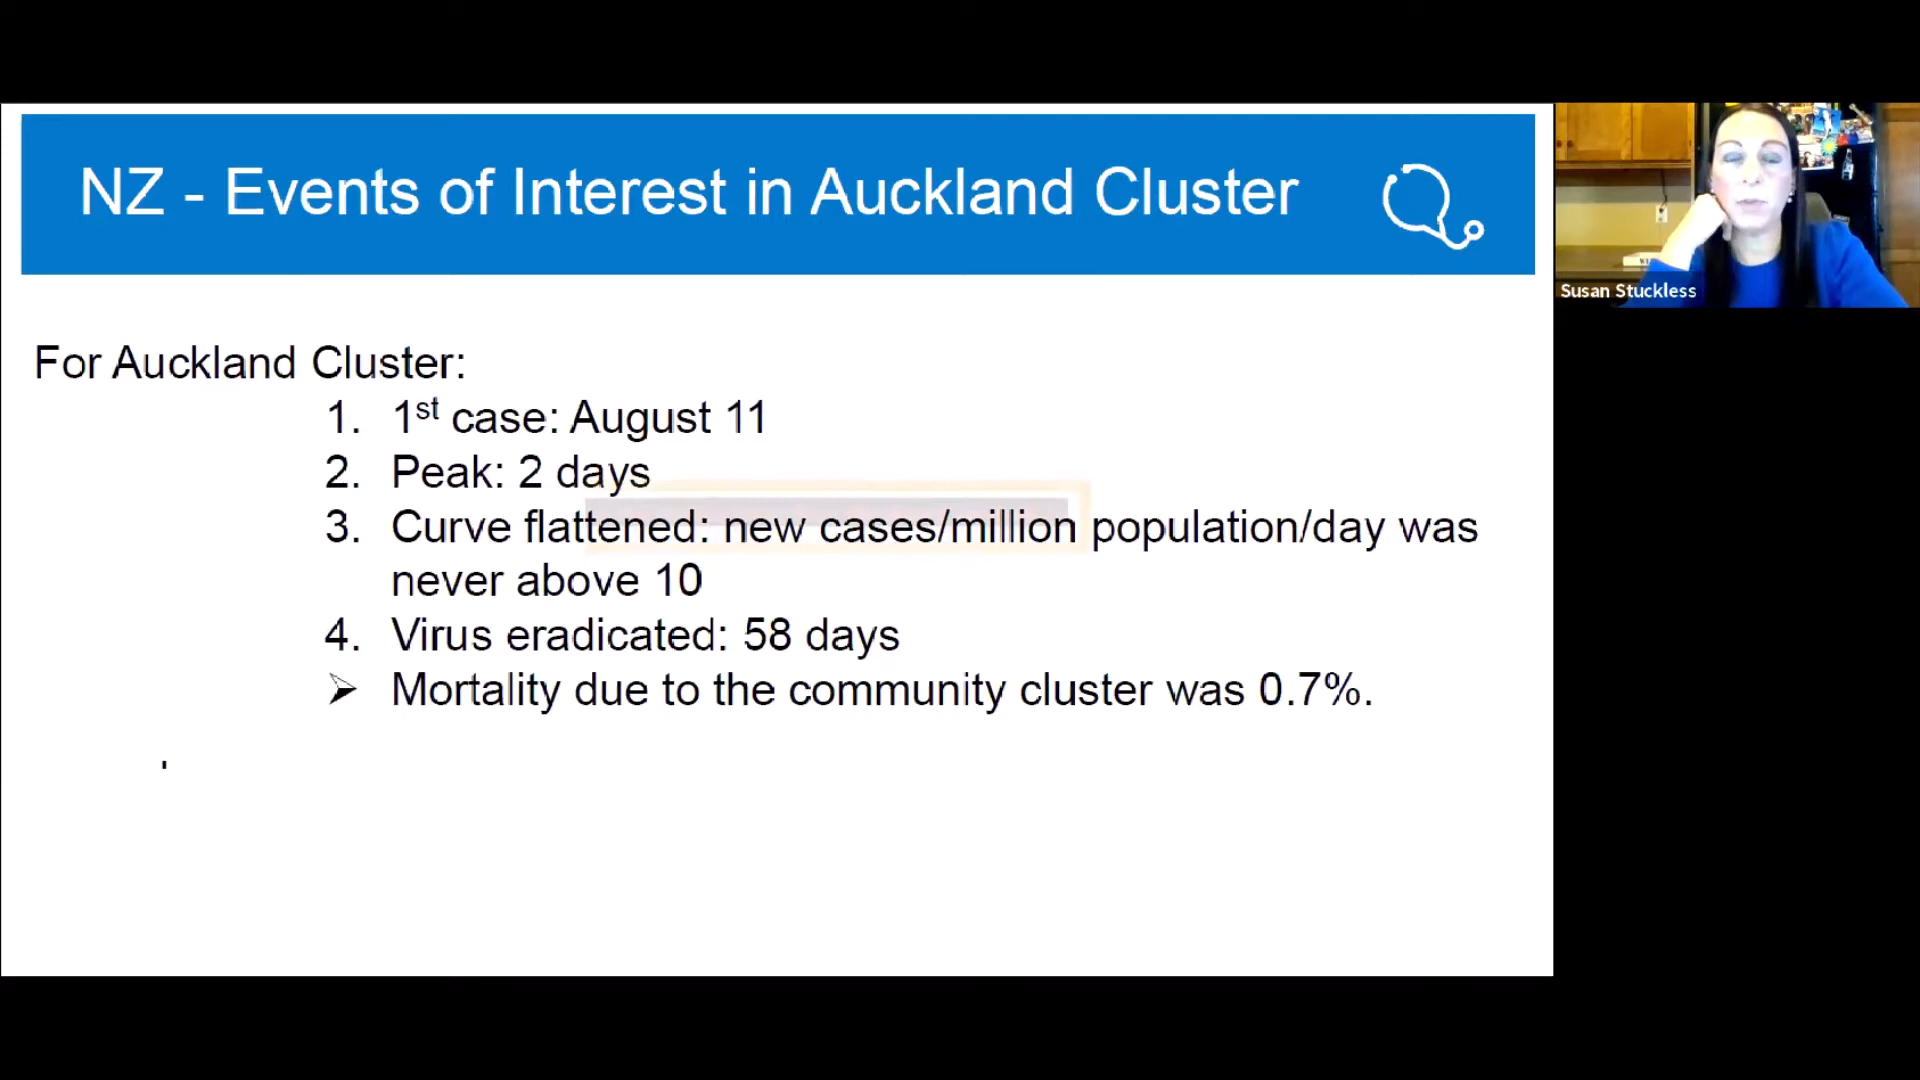 NZ - Events of Interest in Auckland Cluster
Susan Stuckless
For Auckland Cluster:
1. 1st case: August 11
2. Peak: 2 days
3. Curve flattened: new cases/million population/day was
never above 10
4. Virus eradicated: 58 days
➢ Mortality due to the community cluster was 0.7%.